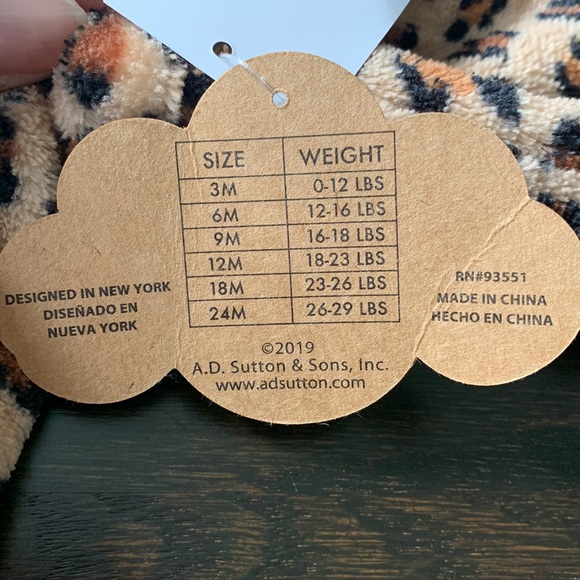 SIZE WEIGHT
3M 0-12 LBS
6M 12-16 LBS
9M 16-18 LBS
12M 18-23 LBS
18M 23-26 LBS
24M 26-29 LBS
DESIGNED IN NEW YORK
DISEÑADO EN
NUEVA YORK
RN#93551
MADE IN CHINA
HECHO EN CHINA
©2019
A.D. Sutton & Sons, Inc.
www.adsutton.com